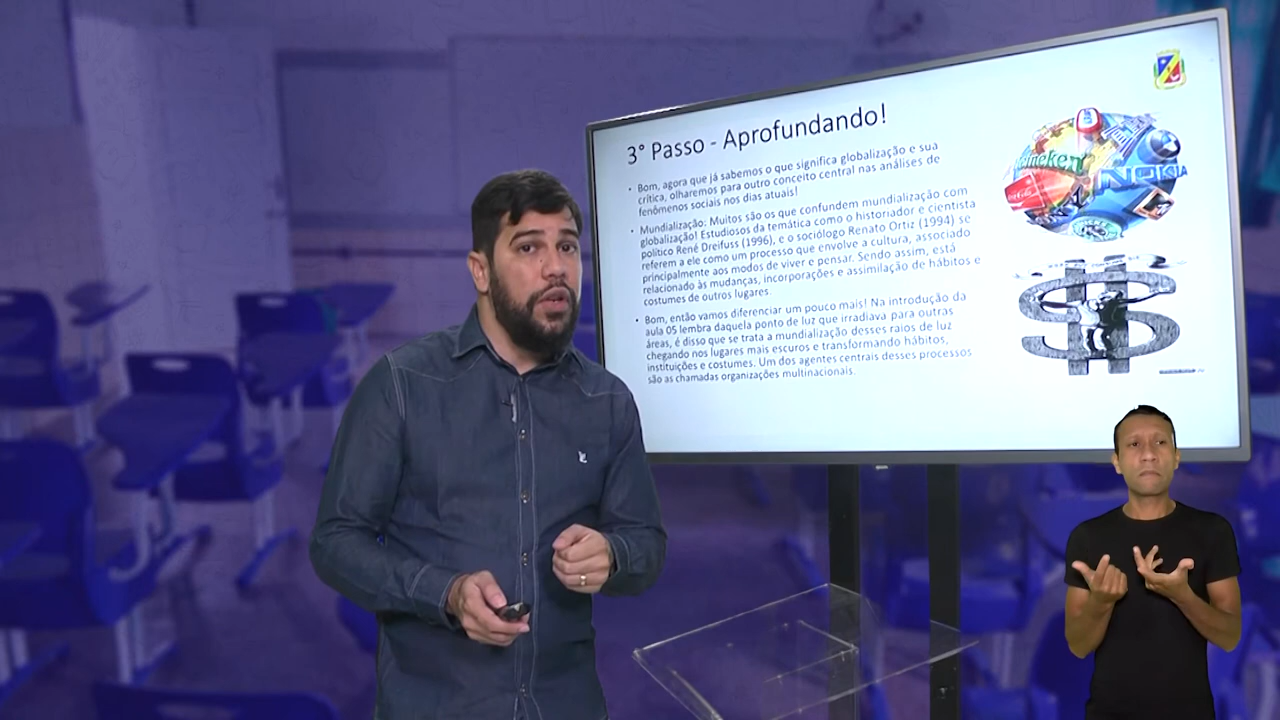 3° Passo - Aprofundando!
• Bom, agora que já sabemos o que significa globalização e sua
crítica, olharemos para outro conceito central nas análises de
fenômenos sociais nos dias atuais!
• Mundialização: Muitos são os que confundem mundialização com
globalização! Estudiosos da temática como o historiador e cientista
político René Dreifuss (1996), e o sociólogo Renato Ortiz (1994) se
referem a ele como um processo que envolve a cultura, associado
principalmente aos modos de viver e pensar. Sendo assim, está
relacionado às mudanças, incorporações e assimilação de hábitos e
costumes de outros lugares.
• Bom, então vamos diferenciar um pouco mais! Na introdução da
aula 05 lembra daquela ponto de luz que irradiava para outras
áreas, é disso que se trata a mundialização desses raios de luz
chegando nos lugares mais escuros e transformando hábitos,
instituições e costumes. Um dos agentes centrais desses processos
são as chamadas organizações multinacionais.
Heineken
NOKIA